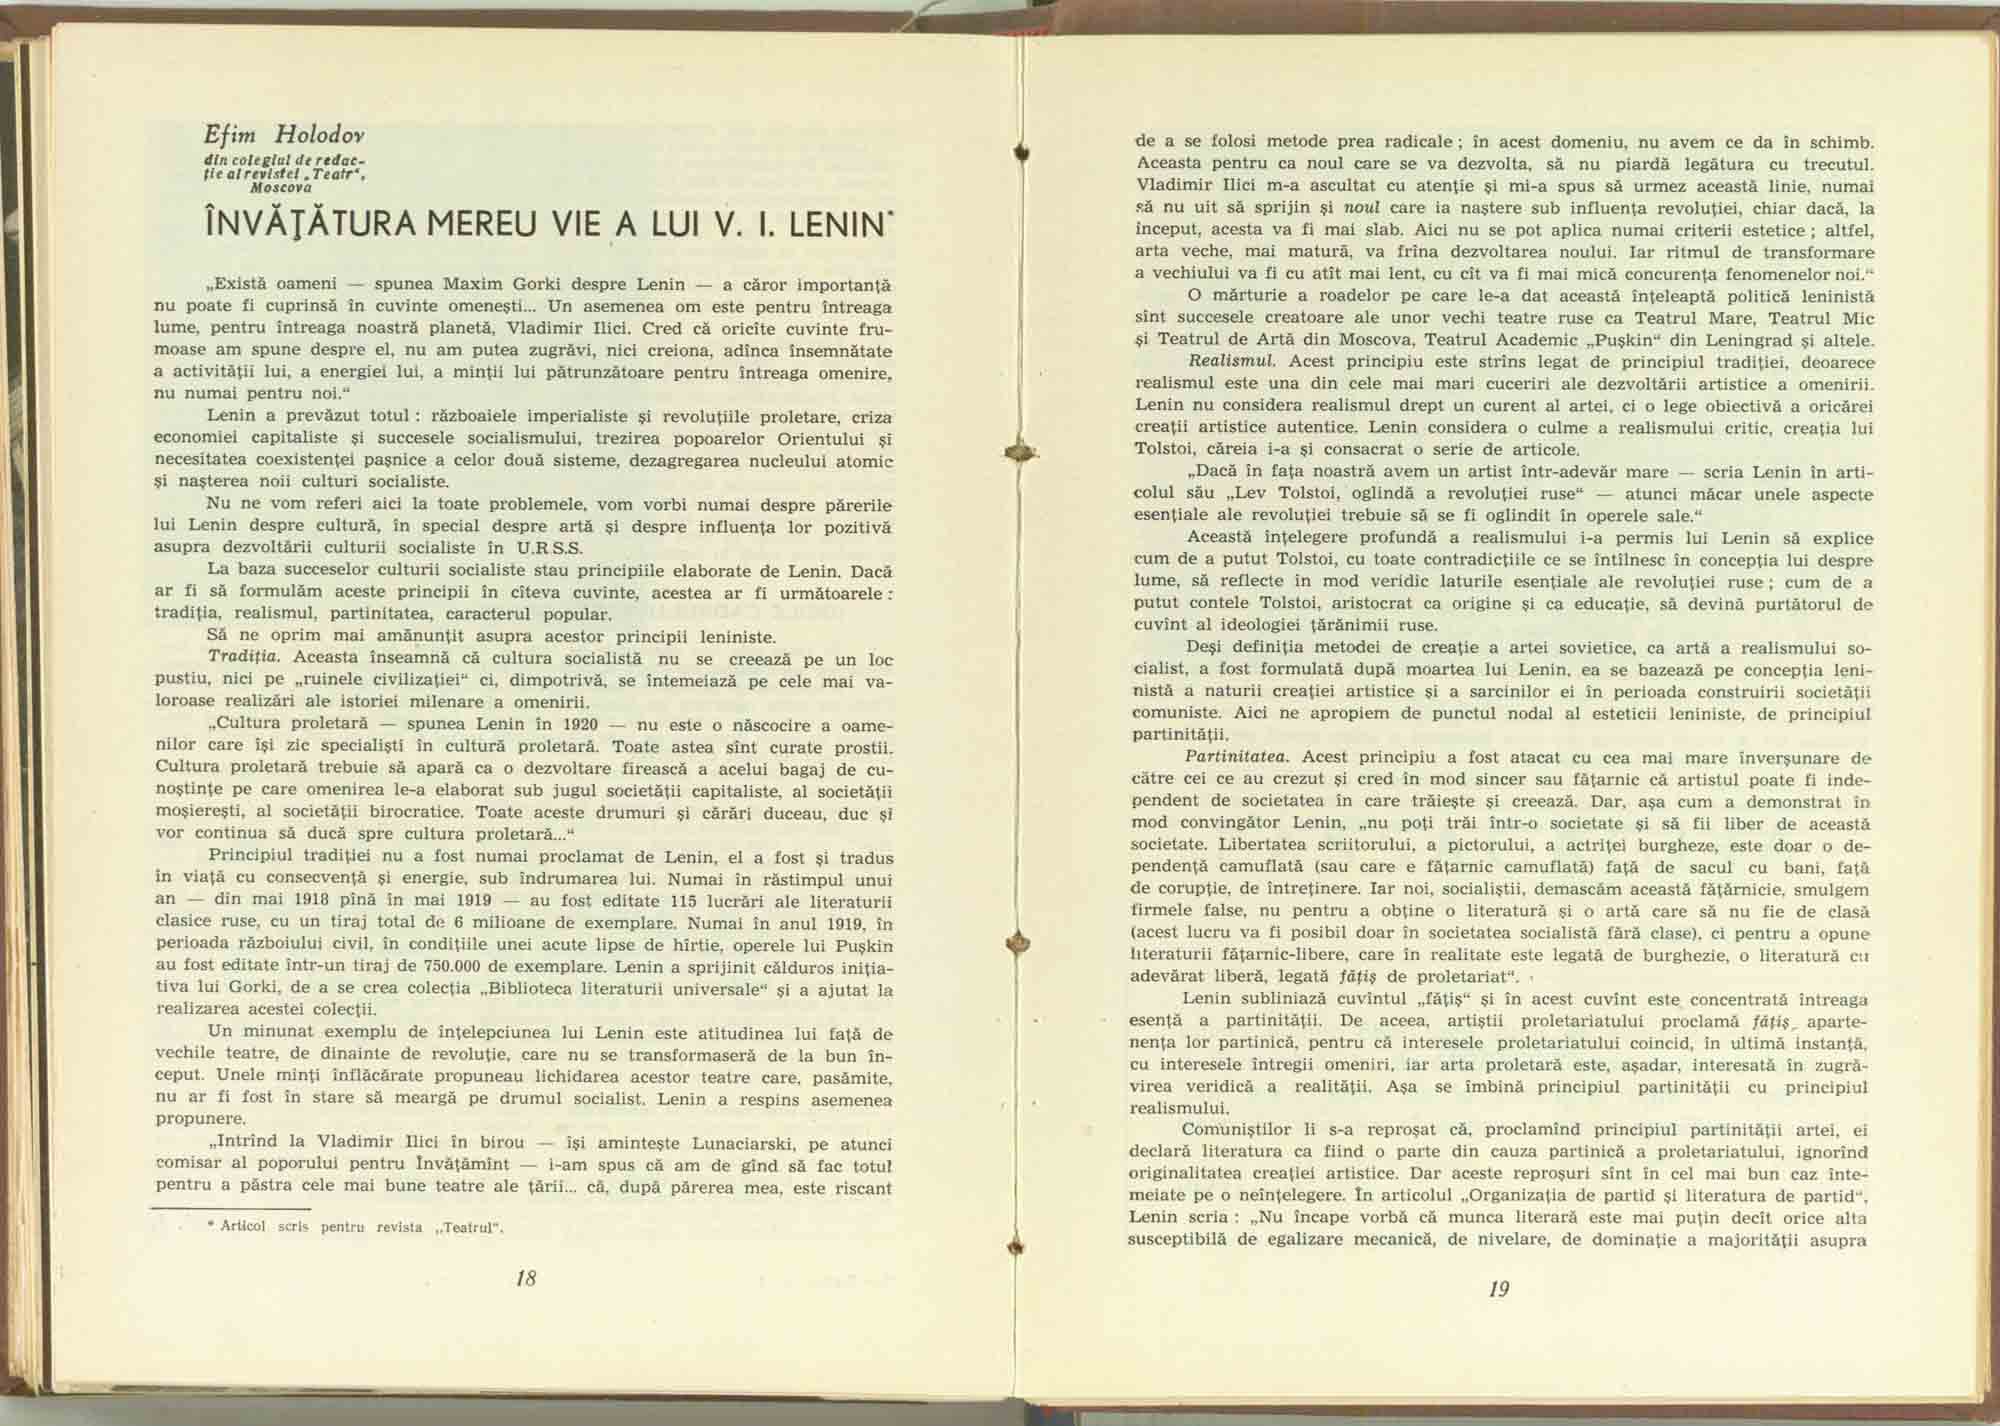 Efim Holodov
din colegiul de redac-
ție al revistei „Teatr“,
Moscova
ÎNVĂȚĂTURA MEREU VIE A LUI V. I. LENIN*
„Există oameni — spunea Maxim Gorki despre Lenin — a căror importanță
nu poate fi cuprinsă în cuvinte omenești... Un asemenea om este pentru întreaga
lume, pentru întreaga noastră planetă, Vladimir Ilici. Cred că oricîte cuvinte fru-
moase am spune despre el, nu am putea zugrăvi, nici creiona, adînca însemnătate
a activității lui, a energiei lui, a minții lui pătrunzătoare pentru întreaga omenire,
nu numai pentru noi.“
Lenin a prevăzut totul : războaiele imperialiste și revoluțiile proletare, criza
economiei capitaliste și succesele socialismului, trezirea popoarelor Orientului și
necesitatea coexistenței pașnice a celor două sisteme, dezagregarea nucleului atomic
și nașterea noii culturi socialiste.
Nu ne vom referi aici la toate problemele, vom vorbi numai despre părerile
lui Lenin despre cultură, în special despre artă și despre influența lor pozitivă
asupra dezvoltării culturii socialiste în U.R S.S.
La baza succeselor culturii socialiste stau principiile elaborate de Lenin. Dacă
ar fi să formulăm aceste principii în cîteva cuvinte, acestea ar fi următoarele :
tradiția, realismul, partinitatea, caracterul popular.
Să ne oprim mai amănunțit asupra acestor principii leniniste.
Tradiția. Aceasta înseamnă că cultura socialistă nu se creează pe un loc
pustiu, nici pe „ruinele civilizației“ ci, dimpotrivă, se întemeiază pe cele mai va-
loroase realizări ale istoriei milenare a omenirii.
„Cultura proletară — spunea Lenin în 1920 — nu este o născocire a oame-
nilor care își zic specialiști în cultură proletară. Toate astea sînt curate prostii.
Cultura proletară trebuie să apară ca o dezvoltare firească a acelui bagaj de cu-
noștințe pe care omenirea le-a elaborat sub jugul societății capitaliste, al societății
moșierești, al societății birocratice. Toate aceste drumuri și cărări duceau, duc și
vor continua să ducă spre cultura proletară...“
Principiul tradiției nu a fost numai proclamat de Lenin, el a fost și tradus
în viață cu consecvență și energie, sub îndrumarea lui. Numai în răstimpul unui
an — din mai 1918 pînă în mai 1919 — au fost editate 115 lucrări ale literaturii
clasice ruse, cu un tiraj total de 6 milioane de exemplare. Numai în anul 1919, în
perioada războiului civil, în condițiile unei acute lipse de hîrtie, operele lui Pușkin
au fost editate într-un tiraj de 750.000 de exemplare. Lenin a sprijinit călduros iniția-
tiva lui Gorki, de a se crea colecția „Biblioteca literaturii universale“ și a ajutat la
realizarea acestei colecții.
Un minunat exemplu de înțelepciunea lui Lenin este atitudinea lui față de
vechile teatre, de dinainte de revoluție, care nu se transformaseră de la bun în-
ceput. Unele minți înflăcărate propuneau lichidarea acestor teatre care, pasămite,
nu ar fi fost în stare să meargă pe drumul socialist. Lenin a respins asemenea
propunere.
„Intrînd la Vladimir Ilici în birou — își amintește Lunaciarski, pe atunci
comisar al poporului pentru Învățămînt — i-am spus că am de gînd să fac totul
pentru a păstra cele mai bune teatre ale țării... că, după părerea mea, este riscant
* Articol scris pentru revista „Teatrul“.
18
de a se folosi metode prea radicale ; în acest domeniu, nu avem ce da în schimb.
Aceasta pentru ca noul care se va dezvolta, să nu piardă legătura cu trecutul.
Vladimir Ilici m-a ascultat cu atenție și mi-a spus să urmez această linie, numai
să nu uit să sprijin și noul care ia naștere sub influența revoluției, chiar dacă, la
început, acesta va fi mai slab. Aici nu se pot aplica numai criterii estetice ; altfel,
arta veche, mai matură, va frîna dezvoltarea noului. Iar ritmul de transformare
a vechiului va fi cu atît mai lent, cu cît va fi mai mică concurența fenomenelor noi.“
O mărturie a roadelor pe care le-a dat această înțeleaptă politică leninistă
sînt succesele creatoare ale unor vechi teatre ruse ca Teatrul Mare, Teatrul Mic
și Teatrul de Artă din Moscova, Teatrul Academic „Pușkin“ din Leningrad și altele.
Realismul. Acest principiu este strîns legat de principiul tradiției, deoarece
realismul este una din cele mai mari cuceriri ale dezvoltării artistice a omenirii.
Lenin nu considera realismul drept un curent al artei, ci o lege obiectivă a oricărei
creații artistice autentice. Lenin considera o culme a realismului critic, creația lui
Tolstoi, căreia i-a și consacrat o serie de articole.
„Dacă în fața noastră avem un artist într-adevăr mare — scria Lenin în arti-
colul său „Lev Tolstoi, oglindă a revoluției ruse“ — atunci măcar unele aspecte
esențiale ale revoluției trebuie să se fi oglindit în operele sale.“
Această înțelegere profundă a realismului i-a permis lui Lenin să explice
cum de a putut Tolstoi, cu toate contradicțiile ce se întîlnesc în concepția lui despre
lume, să reflecte în mod veridic laturile esențiale ale revoluției ruse ; cum de a
putut contele Tolstoi, aristocrat ca origine și ca educație, să devină purtătorul de
cuvînt al ideologiei țărănimii ruse.
Deși definiția metodei de creație a artei sovietice, ca artă a realismului so-
cialist, a fost formulată după moartea lui Lenin, ea se bazează pe concepția leni-
nistă a naturii creației artistice și a sarcinilor ei în perioada construirii societății
comuniste. Aici ne apropiem de punctul nodal al esteticii leniniste, de principiul
partinității.
Partinitatea. Acest principiu a fost atacat cu cea mai mare înverșunare de
către cei ce au crezut și cred în mod sincer sau fățarnic că artistul poate fi inde-
pendent de societatea în care trăiește și creează. Dar, așa cum a demonstrat în
mod convingător Lenin, „nu poți trăi într-o societate și să fii liber de această
societate. Libertatea scriitorului, a pictorului, a actriței burgheze, este doar o de-
pendență camuflată (sau care e fățarnic camuflată) față de sacul cu bani, față
de corupție, de întreținere. Iar noi, socialiștii, demascăm această fățărnicie, smulgem
firmele false, nu pentru a obține o literatură și o artă care să nu fie de clasă
(acest lucru va fi posibil doar în societatea socialistă fără clase), ci pentru a opune
literaturii fățarnic-libere, care în realitate este legată de burghezie, o literatură cu
adevărat liberă, legată fățiș de proletariat“.
Lenin subliniază cuvîntul „fățiș“ și în acest cuvînt este concentrată întreaga
esență a partinității. De aceea, artiștii proletariatului proclamă fățiș aparte-
nența lor partinică, pentru că interesele proletariatului coincid, în ultimă instanță,
cu interesele întregii omeniri, iar arta proletară este, așadar, interesată în zugră-
virea veridică a realității. Așa se îmbină principiul partinității cu principiul
realismului.
Comuniștilor li s-a reproșat că, proclamînd principiul partinității artei, ei
declară literatura ca fiind o parte din cauza partinică a proletariatului, ignorînd
originalitatea creației artistice. Dar aceste reproșuri sînt în cel mai bun caz înte-
meiate pe o neînțelegere. În articolul „Organizația de partid și literatura de partid“,
Lenin scria : „Nu încape vorbă că munca literară este mai puțin decît orice alta
susceptibilă de egalizare mecanică, de nivelare, de dominație a majorității asupra
19